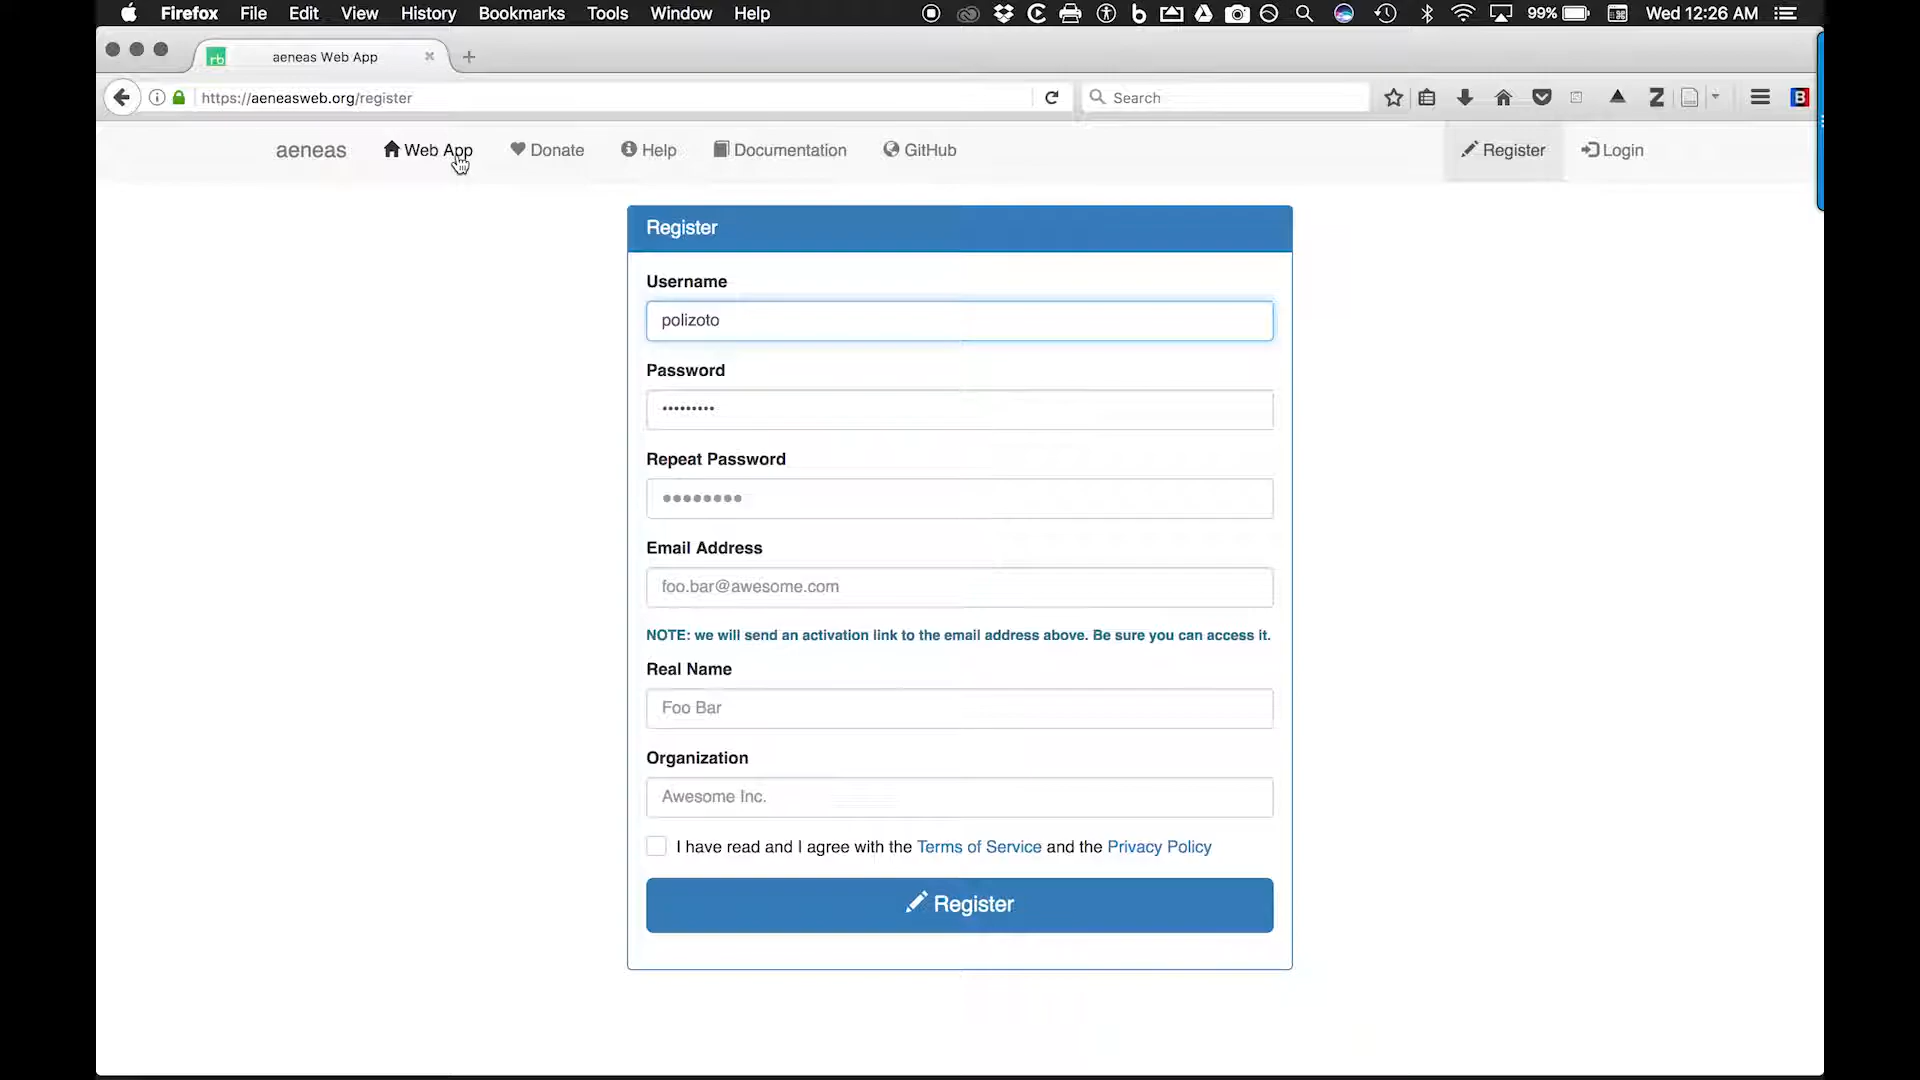 Firefox File Edit View History Bookmarks Tools Window Help 99% Wed 12:26 AM
rb aeneas Web App
https://aeneasweb.org/register Search
aeneas Web App Donate Help Documentation GitHub Register Login
Register
Username
polizoto
Password
•••••••••
Repeat Password
●●●●●●●●
Email Address
foo.bar@awesome.com
NOTE: we will send an activation link to the email address above. Be sure you can access it.
Real Name
Foo Bar
Organization
Awesome Inc.
I have read and I agree with the Terms of Service and the Privacy Policy
Register